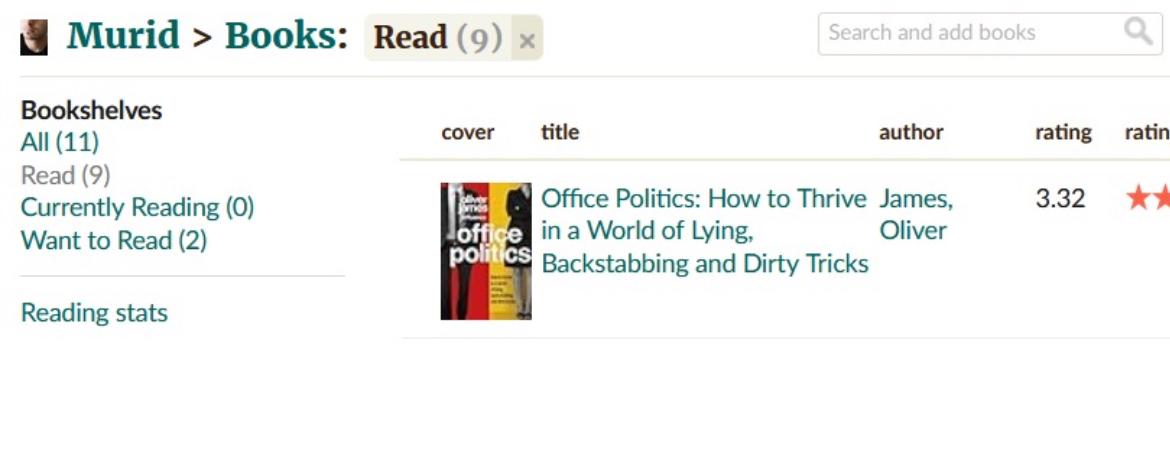 Murid > Books: Read (9) ×
Search and add books
Bookshelves
All (11)
Read (9)
Currently Reading (0)
Want to Read (2)
Reading stats
cover title author rating ratin
oliver
james
office
politics
Office Politics: How to Thrive
in a World of Lying,
Backstabbing and Dirty Tricks
James,
Oliver
3.32